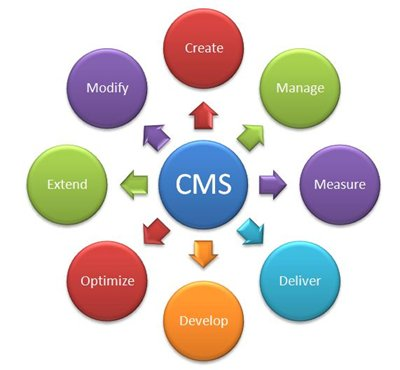 Create
Modify
Manage
Extend
CMS
Measure
Optimize
Deliver
Develop